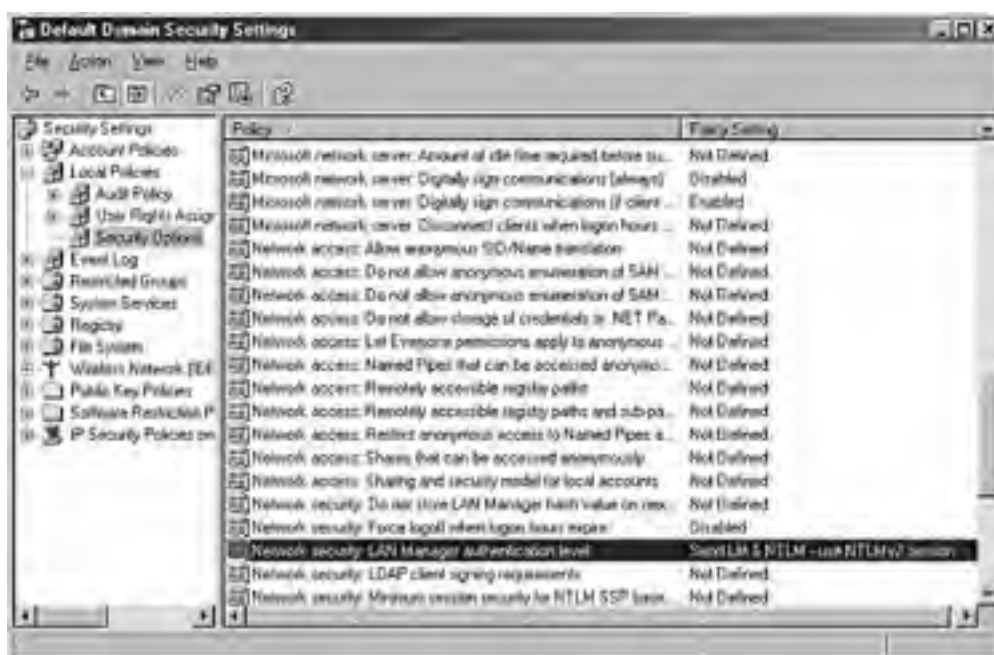 Default Domain Security Settings
File Action View Help
Security Settings
Account Policies
Local Policies
Audit Policy
User Rights Assign
Security Options
Event Log
Restricted Groups
System Services
Registry
File System
Wireless Network (IEE
Public Key Policies
Software Restriction P
IP Security Policies on
Policy
Policy Setting
Microsoft network server: Amount of idle time required before su... Not Defined
Microsoft network server: Digitally sign communications (always) Disabled
Microsoft network server: Digitally sign communications (if client ... Enabled
Microsoft network server: Disconnect clients when logon hours ... Not Defined
Network access: Allow anonymous SID/Name translation Not Defined
Network access: Do not allow anonymous enumeration of SAM ... Not Defined
Network access: Do not allow anonymous enumeration of SAM ... Not Defined
Network access: Do not allow storage of credentials or .NET Pa... Not Defined
Network access: Let Everyone permissions apply to anonymous ... Not Defined
Network access: Named Pipes that can be accessed anonymo... Not Defined
Network access: Remotely accessible registry paths Not Defined
Network access: Remotely accessible registry paths and sub-pa... Not Defined
Network access: Restrict anonymous access to Named Pipes a... Not Defined
Network access: Shares that can be accessed anonymously Not Defined
Network access: Sharing and security model for local accounts Not Defined
Network security: Do not store LAN Manager hash value on nex... Not Defined
Network security: Force logoff when logon hours expire Disabled
Network security: LAN Manager authentication level Send LM & NTLM - use NTLMv2 session
Network security: LDAP client signing requirements Not Defined
Network security: Minimum session security for NTLM SSP base... Not Defined